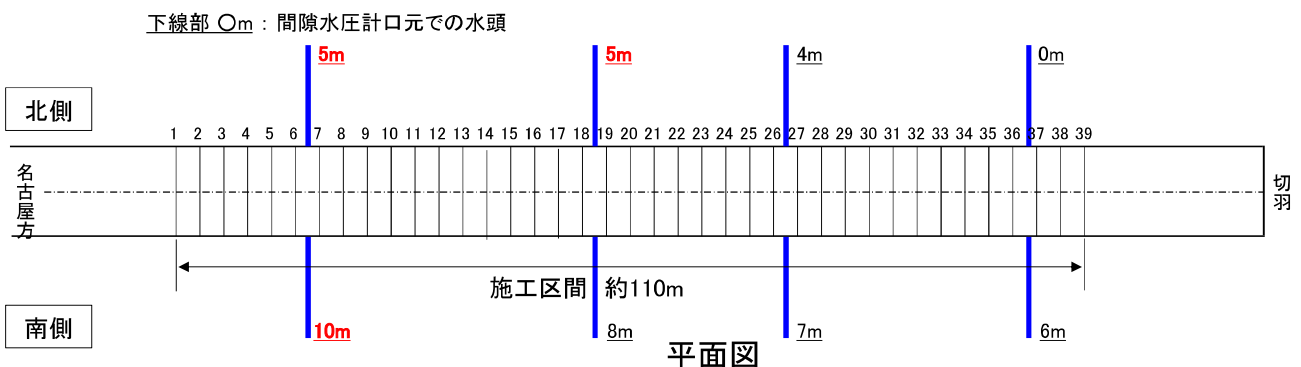 下線部 〇m : 間隙水圧計口元での水頭
5m 5m 4m 0m
北側
1 2 3 4 5 6 7 8 9 10 11 12 13 14 15 16 17 18 19 20 21 22 23 24 25 26 27 28 29 30 31 32 33 34 35 36 37 38 39
名古屋方
切羽
施工区間 約110m
南側
10m 8m 7m 6m
平面図